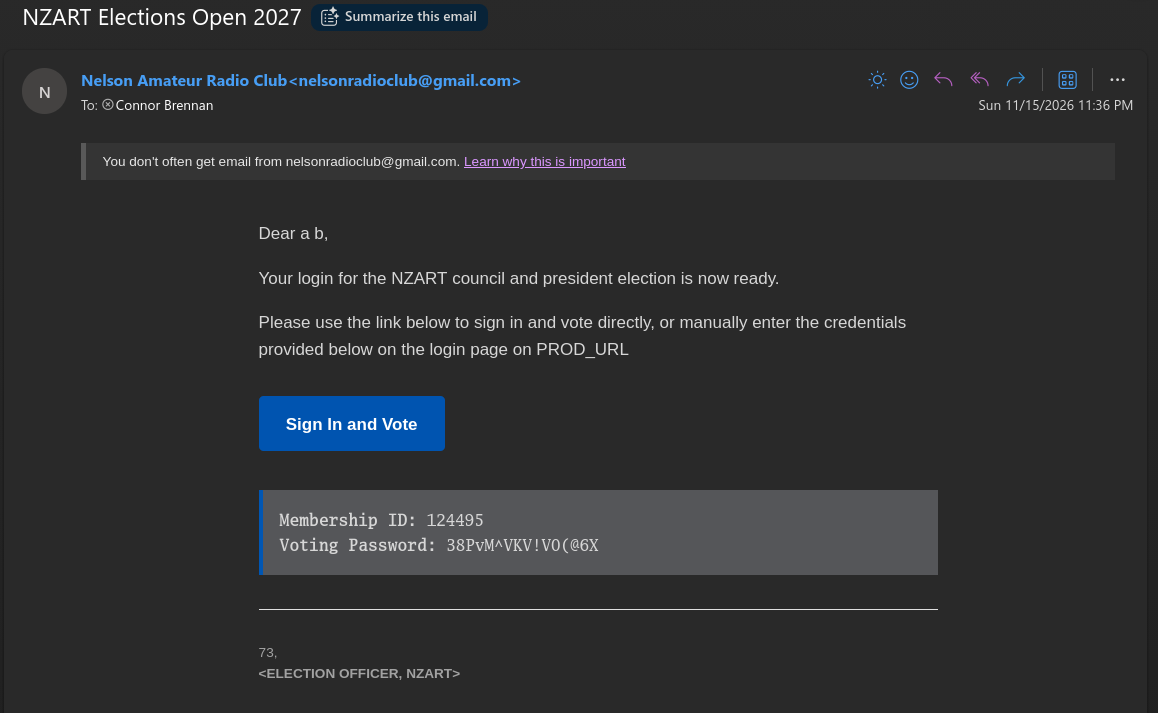 NZART Elections Open 2027
Summarize this email
N
Nelson Amateur Radio Club<nelsonradioclub@gmail.com>
To: Connor Brennan
Sun 11/15/2026 11:36 PM
You don't often get email from nelsonradioclub@gmail.com. Learn why this is important
Dear a b,
Your login for the NZART council and president election is now ready.
Please use the link below to sign in and vote directly, or manually enter the credentials
provided below on the login page on PROD_URL
Sign In and Vote
Membership ID: 124495
Voting Password: 38PvM^VKV!VO(@6X
73,
<ELECTION OFFICER, NZART>